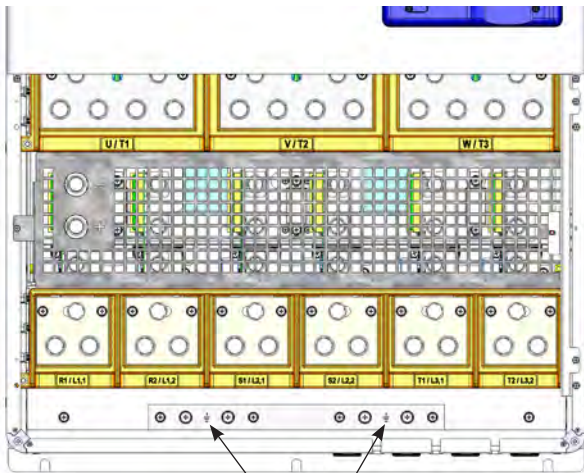 U / T1 V / T2 W / T3
R1 / L1,1 R2 / L1,2 S1 / L2,1 S2 / L2,2 T1 / L3,1 T2 / L3,2